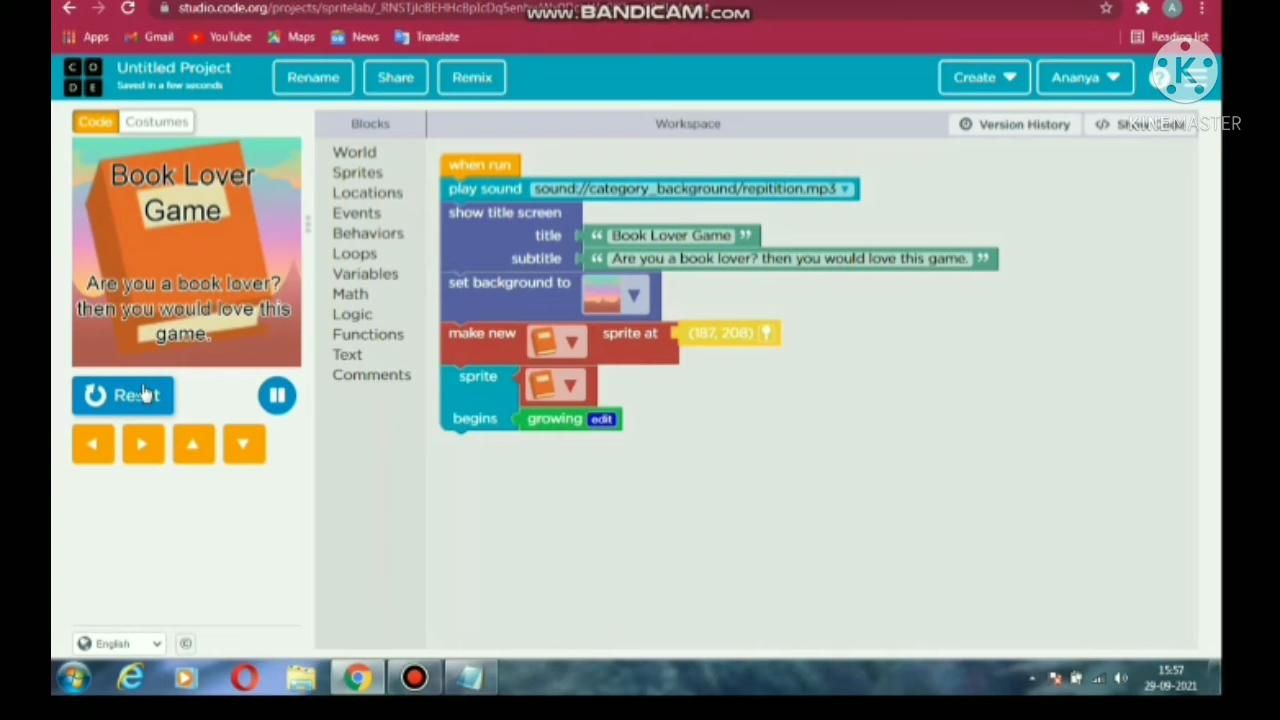 studio.code.org/projects/spritelab/
www.BANDICAM.com
Apps Gmail YouTube Maps News Translate Reading list
CODE
Untitled Project
Saved in a few seconds
Rename Share Remix Create Ananya
K
KINEMASTER
Code Costumes
Blocks Workspace Version History
Book Lover
Game
Are you a book lover?
then you would love this
game.
World
Sprites
Locations
Events
Behaviors
Loops
Variables
Math
Logic
Functions
Text
Comments
when run
play sound sound://category_background/repitition.mp3
show title screen
title “ Book Lover Game ”
subtitle “ Are you a book lover? then you would love this game. ”
set background to
make new sprite at (187, 208)
sprite
begins growing edit
English ©
15:57
29-09-2021